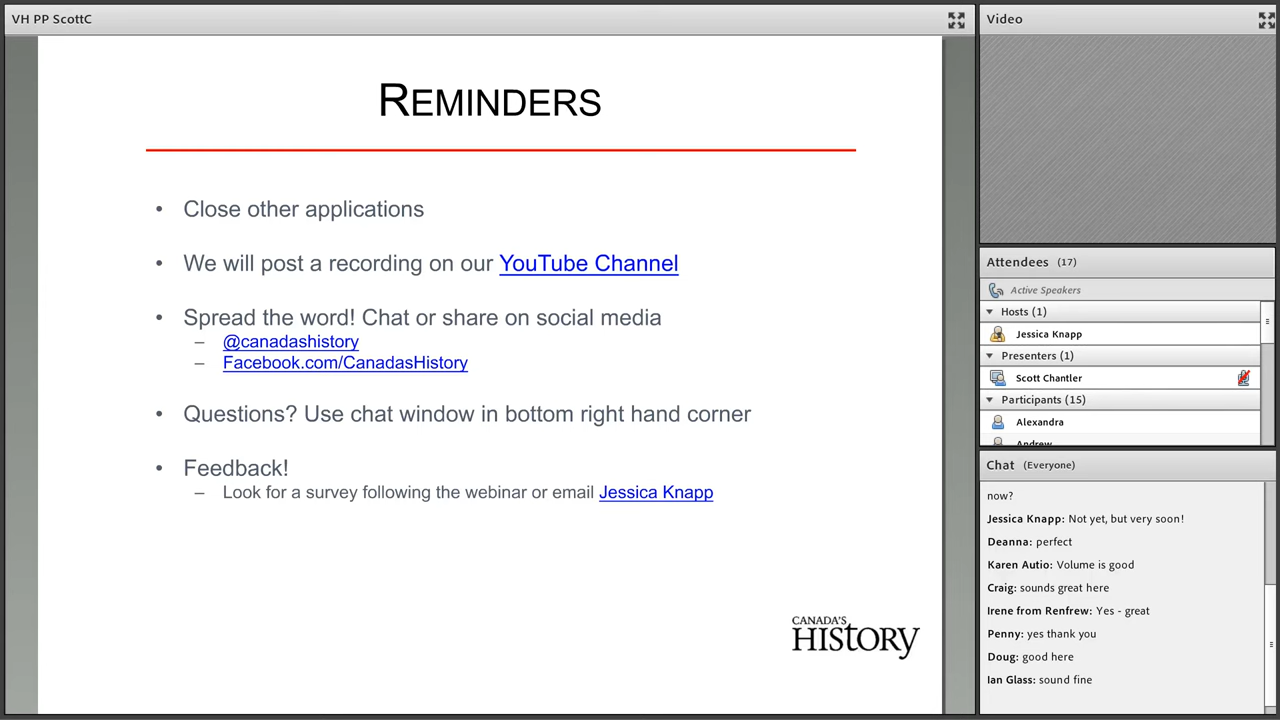 VH PP ScottC
REMINDERS
• Close other applications
• We will post a recording on our YouTube Channel
• Spread the word! Chat or share on social media
– @canadashistory
– Facebook.com/CanadasHistory
• Questions? Use chat window in bottom right hand corner
• Feedback!
– Look for a survey following the webinar or email Jessica Knapp
CANADA'S
HISTORY
Video
Attendees (17)
Active Speakers
Hosts (1)
Jessica Knapp
Presenters (1)
Scott Chantler
Participants (15)
Alexandra
Andrew
Chat (Everyone)
now?
Jessica Knapp: Not yet, but very soon!
Deanna: perfect
Karen Autio: Volume is good
Craig: sounds great here
Irene from Renfrew: Yes - great
Penny: yes thank you
Doug: good here
Ian Glass: sound fine